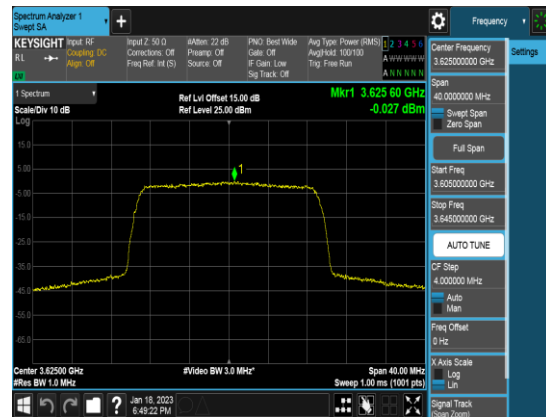 Spectrum Analyzer 1
Swept SA
Frequency
KEYSIGHT
RL
Input: RF
Coupling: DC
Align: Off
Input Z: 50 Ω
Corrections: Off
Freq Ref: Int (S)
#Atten: 22 dB
Preamp: Off
Source: Off
PNO: Best Wide
Gate: Off
IF Gain: Low
Sig Track: Off
Avg Type: Power (RMS)
Avg|Hold: 100/100
Trig: Free Run
1 2 3 4 5 6
A W W W W W
A N N N N N
1 Spectrum
Scale/Div 10 dB
Log
Ref Lvl Offset 15.00 dB
Ref Level 25.00 dBm
Mkr1 3.625 60 GHz
-0.027 dBm
15.0
5.00
-5.00
-15.0
-25.0
-35.0
-45.0
-55.0
-65.0
1
Center 3.62500 GHz
#Res BW 1.0 MHz
#Video BW 3.0 MHz*
Span 40.00 MHz
Sweep 1.00 ms (1001 pts)
Jan 18, 2023
6:49:22 PM
Center Frequency
3.625000000 GHz
Settings
Span
40.0000000 MHz
Swept Span
Zero Span
Full Span
Start Freq
3.605000000 GHz
Stop Freq
3.645000000 GHz
AUTO TUNE
CF Step
4.000000 MHz
Auto
Man
Freq Offset
0 Hz
X Axis Scale
Log
Lin
Signal Track
(Span Zoom)